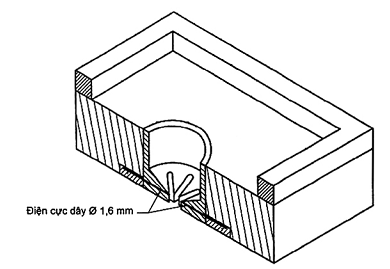 Điện cực dây Ø 1,6 mm